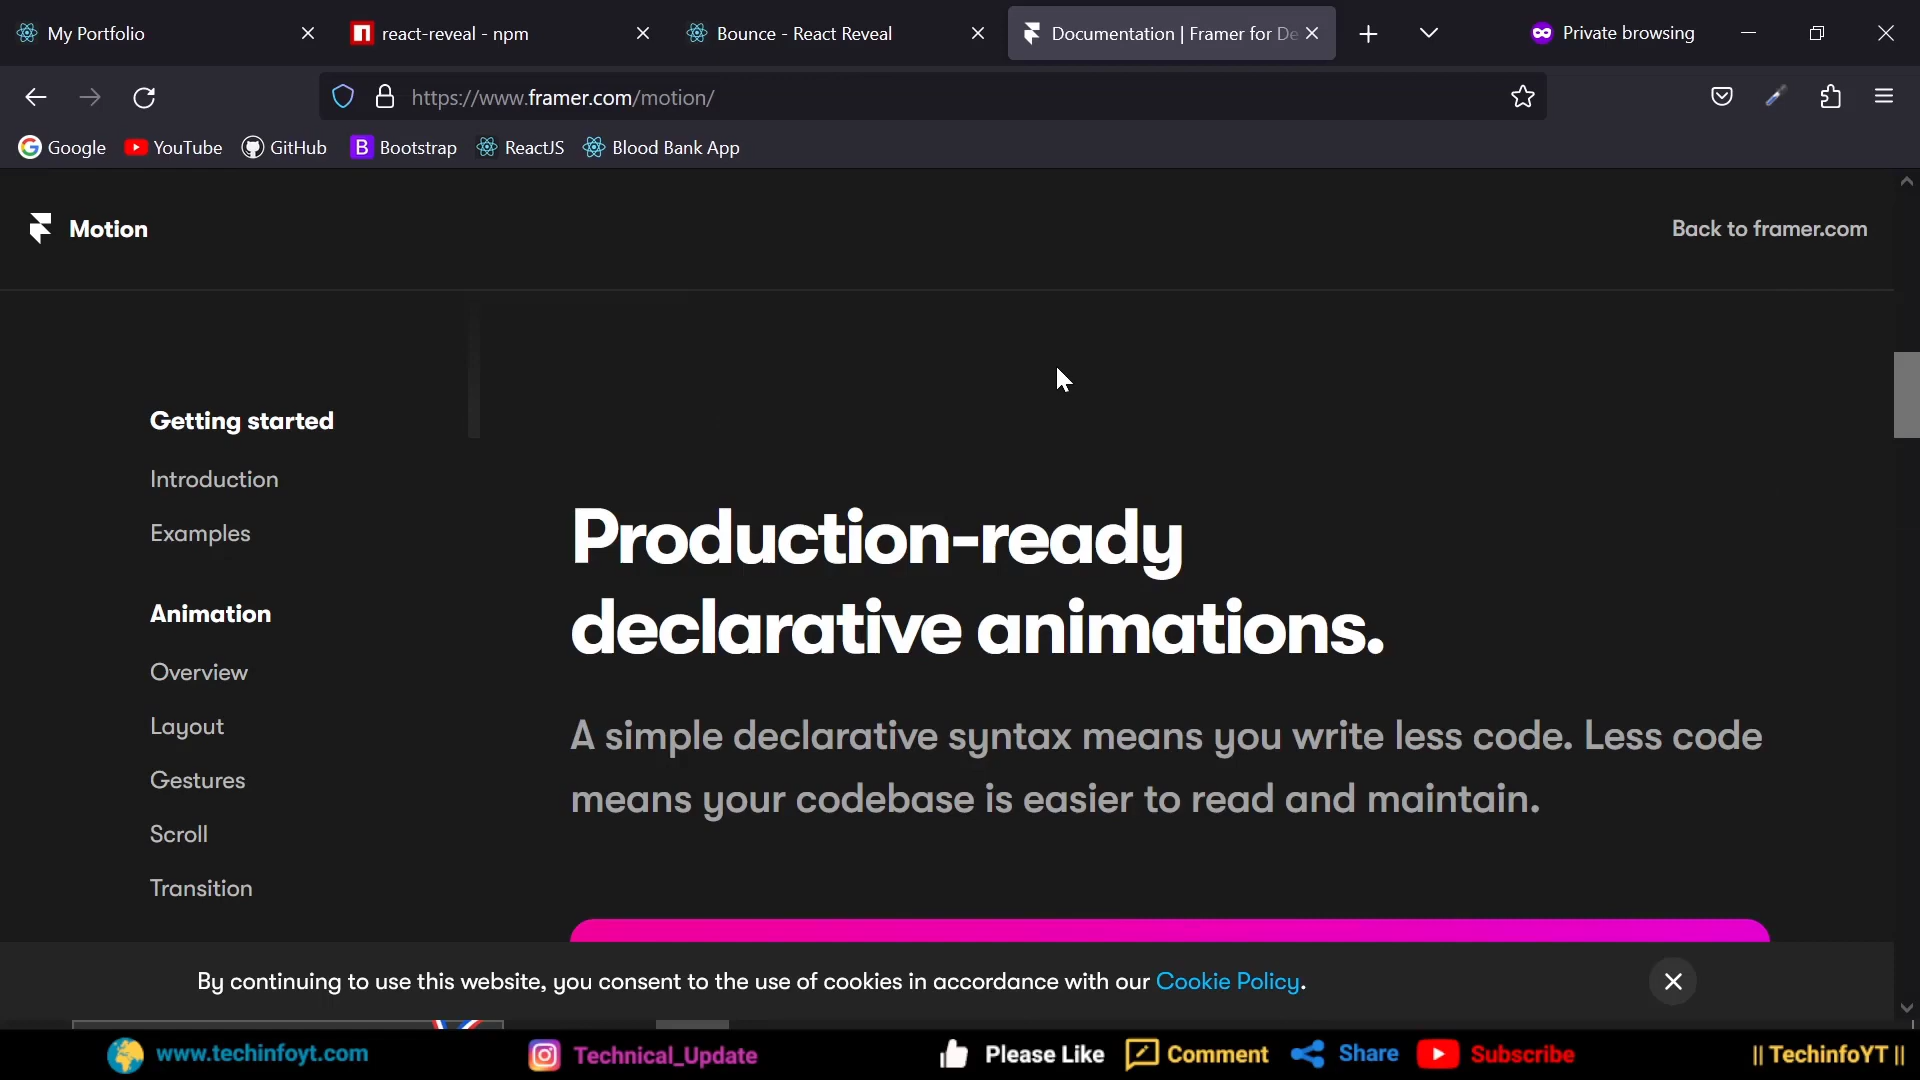 My Portfolio
react-reveal - npm
Bounce - React Reveal
Documentation | Framer for De
Private browsing
https://www.framer.com/motion/
Google
YouTube
GitHub
B Bootstrap
ReactJS
Blood Bank App
Motion
Back to framer.com
Getting started
Introduction
Examples
Animation
Overview
Layout
Gestures
Scroll
Transition
Production-ready
declarative animations.
A simple declarative syntax means you write less code. Less code
means your codebase is easier to read and maintain.
By continuing to use this website, you consent to the use of cookies in accordance with our Cookie Policy.
www.techinfoyt.com
Technical_Update
Please Like
Comment
Share
Subscribe
|| TechinfoYT ||